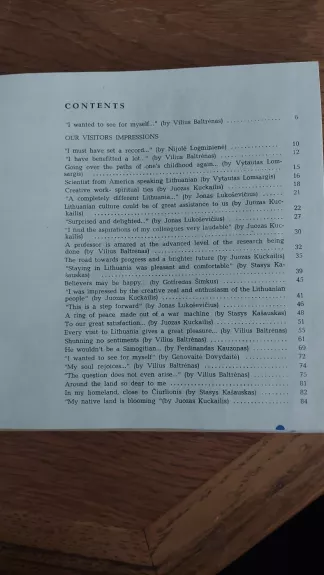 CONTENTS
"I wanted to see for myself..." (by Vilius Baltrėnas) ............... 6
OUR VISITORS IMPRESSIONS
"I must have set a record..." (by Nijolė Logminienė) ............... 10
"I have benefitted a lot..." (by Vilius Baltrėnas) ............... 12
Going over the paths of one's childhood again... (by Vytautas Lom-
sargis) ............... 15
Scientist from America speaking Lithuanian (by Vytautas Lomsargis) 16
Creative work- spiritual ties (by Juozas Kuckailis) ............... 18
"A completely different Lithuania..." (by Jonas Lukoševičius) ...... 21
Lithuanian culture could be of great assistance to us (by Juozas Kuc-
kailis)
"Surprised and delighted..." (by Jonas Lukoševičius) ............... 27
"I find the aspirations of my colleagues very laudable" (by Juozas Kuc-
kailis) ............... 30
A professor is amazed at the advanced level of the research being
done (by Vilius Baltrėnas) ............... 32
The road towards progress and a brighter future (by Juozas Kuckailis) 35
"Staying in Lithuania was pleasant and comfortable" (by Stasys Ka-
šauskas) ............... 39
Believers may be happy... (by Gotfridas Šimkus) ............... 45
"I was impressed by the creative zeal and enthusiasm of the Lithuanian
people" (by Juozas Kuckailis) ............... 41
"This is a step forward" (by Jonas Lukoševičius) ............... 46
A ring of peace, made out of a war machine (by Stasys Kašauskas) 48
To our great satisfaction... (by Juozas Kuckailis) ............... 51
Every visit to Lithuania gives a great pleasure... (by Vilius Baltrėnas) 55
Shunning no sentiments (by Vilius Baltrėnas) ............... 61
He wouldn't be a Samogitian... (by Ferdinandas Kauzonas) ...... 69
"I wanted to see for myself" (by Genovaitė Dovydaitė) ............... 72
"My soul rejoices..." (by Vilius Baltrėnas) ............... 74
"The question does not even arise..." (by Vilius Baltrėnas) ...... 75
Around the land so dear to me ............... 81
In my homeland, close to Čiurlionis (by Stasys Kašauskas) ...... 82
"My native land is blooming "(by Juozas Kuckailis) ............... 84